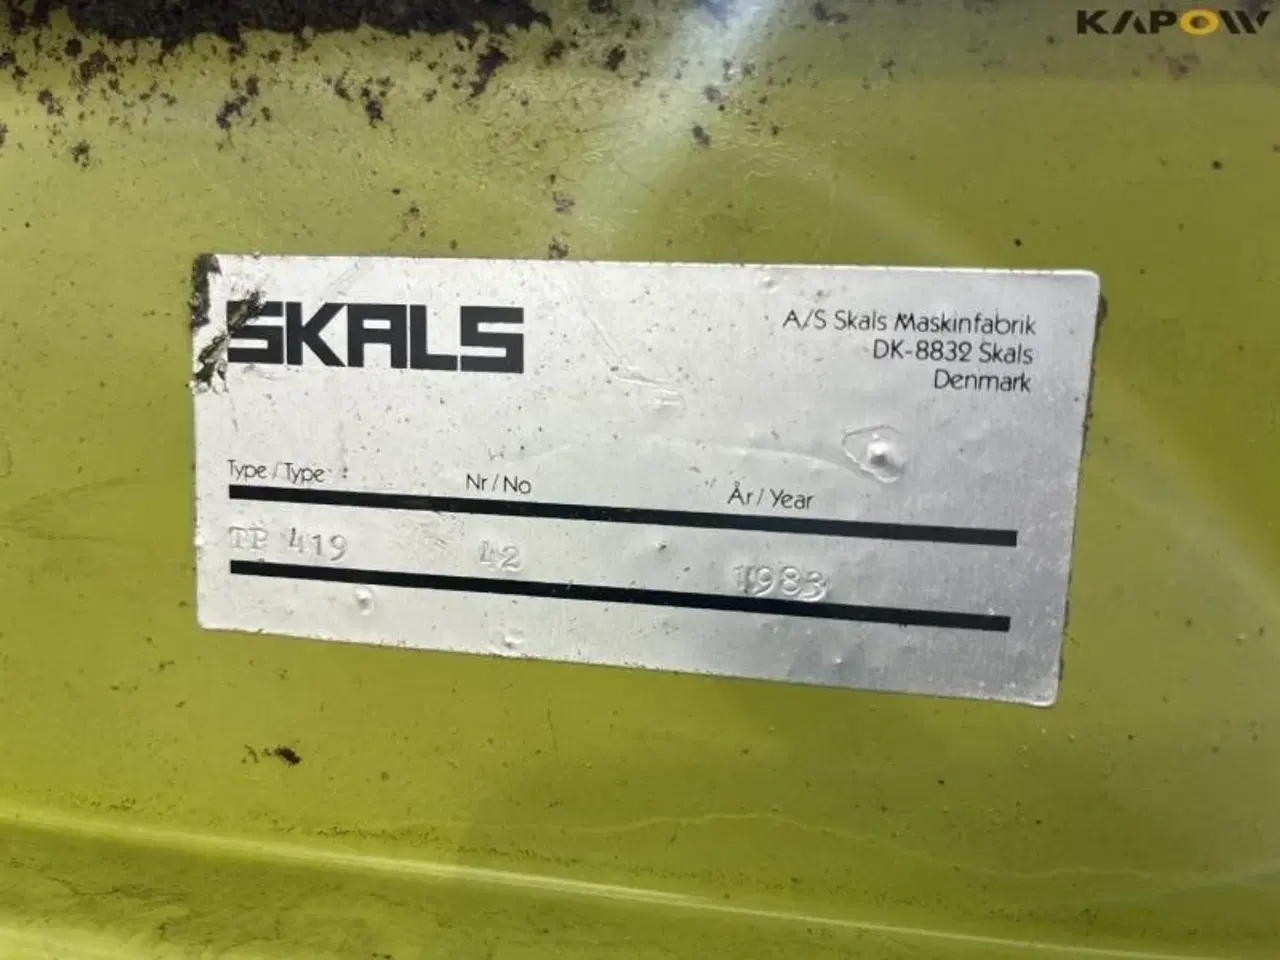 KAPOW
SKALS
A/S Skals Maskinfabrik
DK-8832 Skals
Denmark
Type / Type :
Nr / No
År / Year
TP 419
42
1983